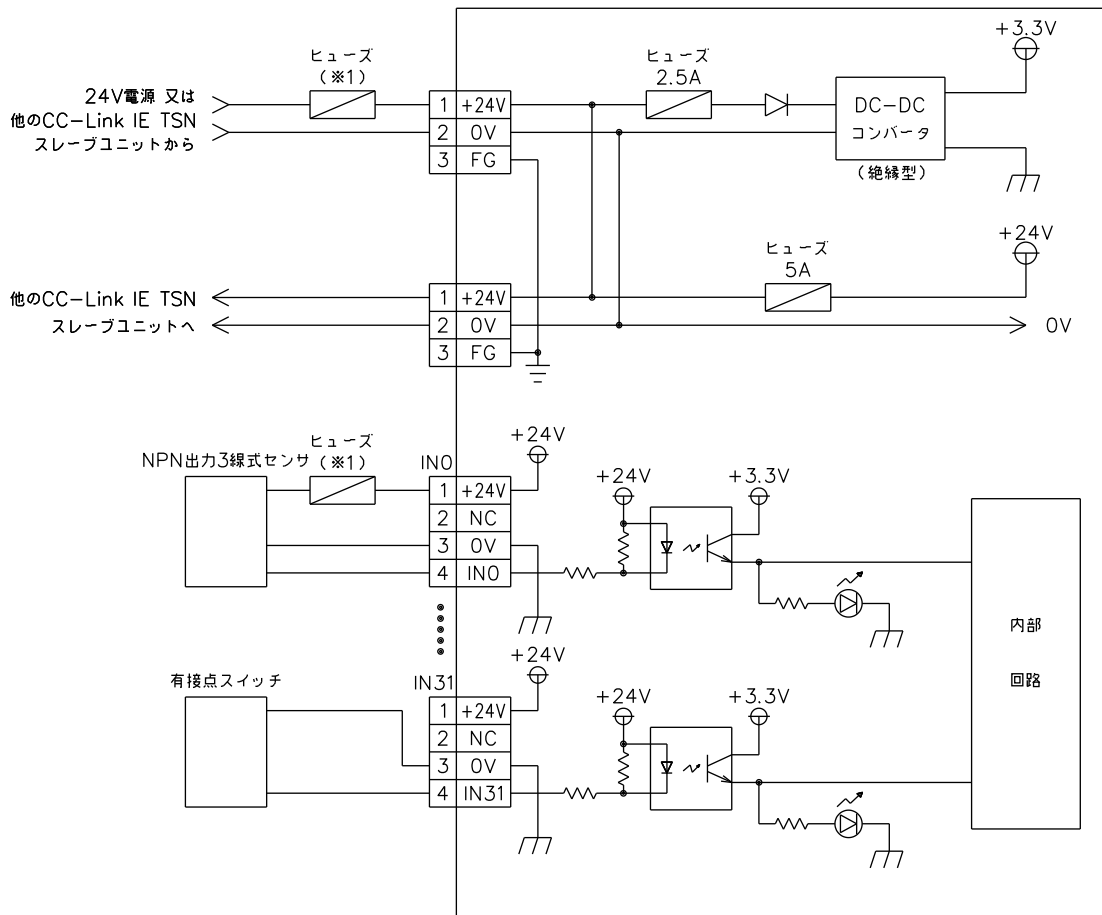 +3.3V
ヒューズ
(※1)
ヒューズ
2.5A
24V電源 又は
他のCC-Link IE TSN
スレーブユニットから
1 +24V
2 0V
3 FG
DC-DC
コンバータ
(絶縁型)
+24V
ヒューズ
5A
他のCC-Link IE TSN
スレーブユニットへ
1 +24V
2 0V
3 FG
0V
NPN出力3線式センサ
ヒューズ
(※1)
IN0
+24V
1 +24V
2 NC
3 0V
4 IN0
+24V
+3.3V
内部
回路
有接点スイッチ
IN31
+24V
1 +24V
2 NC
3 0V
4 IN31
+24V
+3.3V